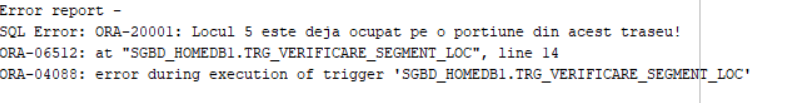 Error report -
SQL Error: ORA-20001: Locul 5 este deja ocupat pe o portiune din acest traseu!
ORA-06512: at "SGBD_HOMEDB1.TRG_VERIFICARE_SEGMENT_LOC", line 14
ORA-04088: error during execution of trigger 'SGBD_HOMEDB1.TRG_VERIFICARE_SEGMENT_LOC'